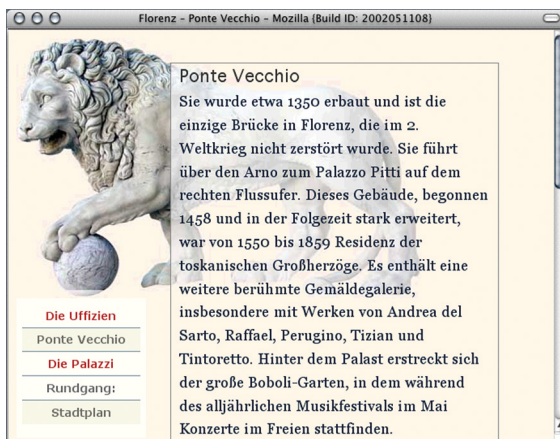 Florenz - Ponte Vecchio - Mozilla {Build ID: 2002051108}
Ponte Vecchio
Sie wurde etwa 1350 erbaut und ist die
einzige Brücke in Florenz, die im 2.
Weltkrieg nicht zerstört wurde. Sie führt
über den Arno zum Palazzo Pitti auf dem
rechten Flussufer. Dieses Gebäude, begonnen
1458 und in der Folgezeit stark erweitert,
war von 1550 bis 1859 Residenz der
toskanischen Großherzöge. Es enthält eine
weitere berühmte Gemäldegalerie,
insbesondere mit Werken von Andrea del
Sarto, Raffael, Perugino, Tizian und
Tintoretto. Hinter dem Palast erstreckt sich
der große Boboli-Garten, in dem während
des alljährlichen Musikfestivals im Mai
Konzerte im Freien stattfinden.
Die Uffizien
Ponte Vecchio
Die Palazzi
Rundgang:
Stadtplan